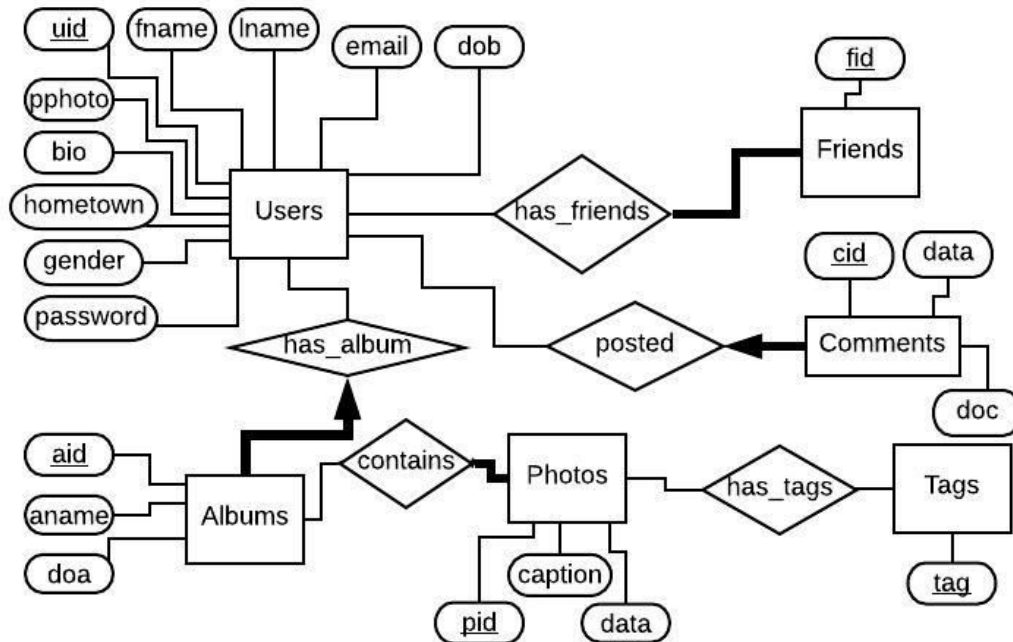 uid
fname
lname
email
dob
fid
pphoto
bio
hometown
gender
password
Users
has_friends
Friends
cid
data
has_album
posted
Comments
doc
aid
aname
doa
Albums
contains
Photos
has_tags
Tags
caption
pid
data
tag